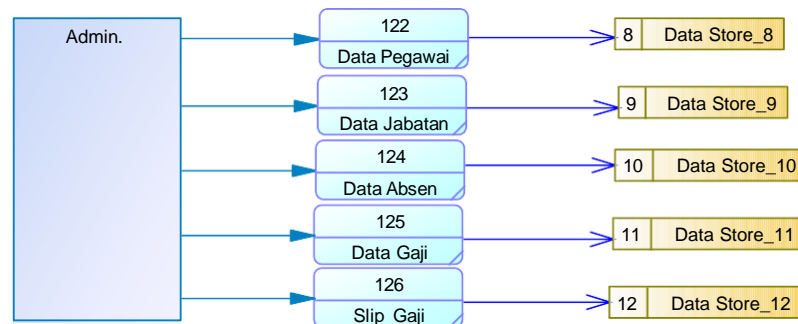 Admin.
122
Data Pegawai
8 Data Store_8
123
Data Jabatan
9 Data Store_9
124
Data Absen
10 Data Store_10
125
Data Gaji
11 Data Store_11
126
Slip Gaji
12 Data Store_12